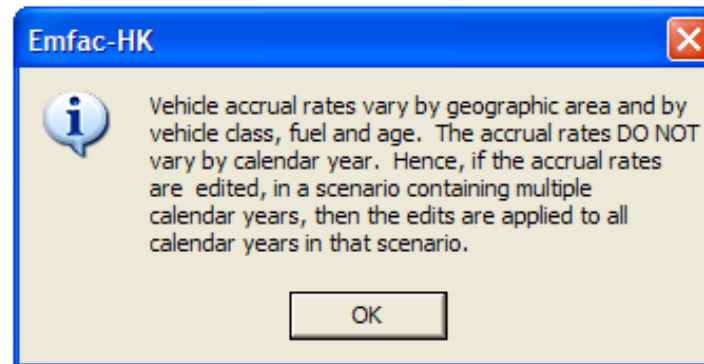 Emfac-HK
Vehicle accrual rates vary by geographic area and by
vehicle class, fuel and age.  The accrual rates DO NOT
vary by calendar year.  Hence, if the accrual rates
are  edited, in a scenario containing multiple
calendar years, then the edits are applied to all
calendar years in that scenario.
OK